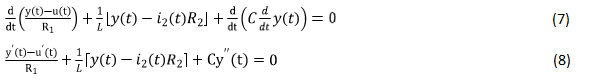 d/dt((y(t)−u(t))/R₁) + 1/L⌊y(t) − i₂(t)R₂⌋ + d/dt(C d/dt y(t)) = 0 (7)
(y′(t)−u′(t))/R₁ + 1/L⌈y(t) − i₂(t)R₂⌉ + Cy″(t) = 0 (8)